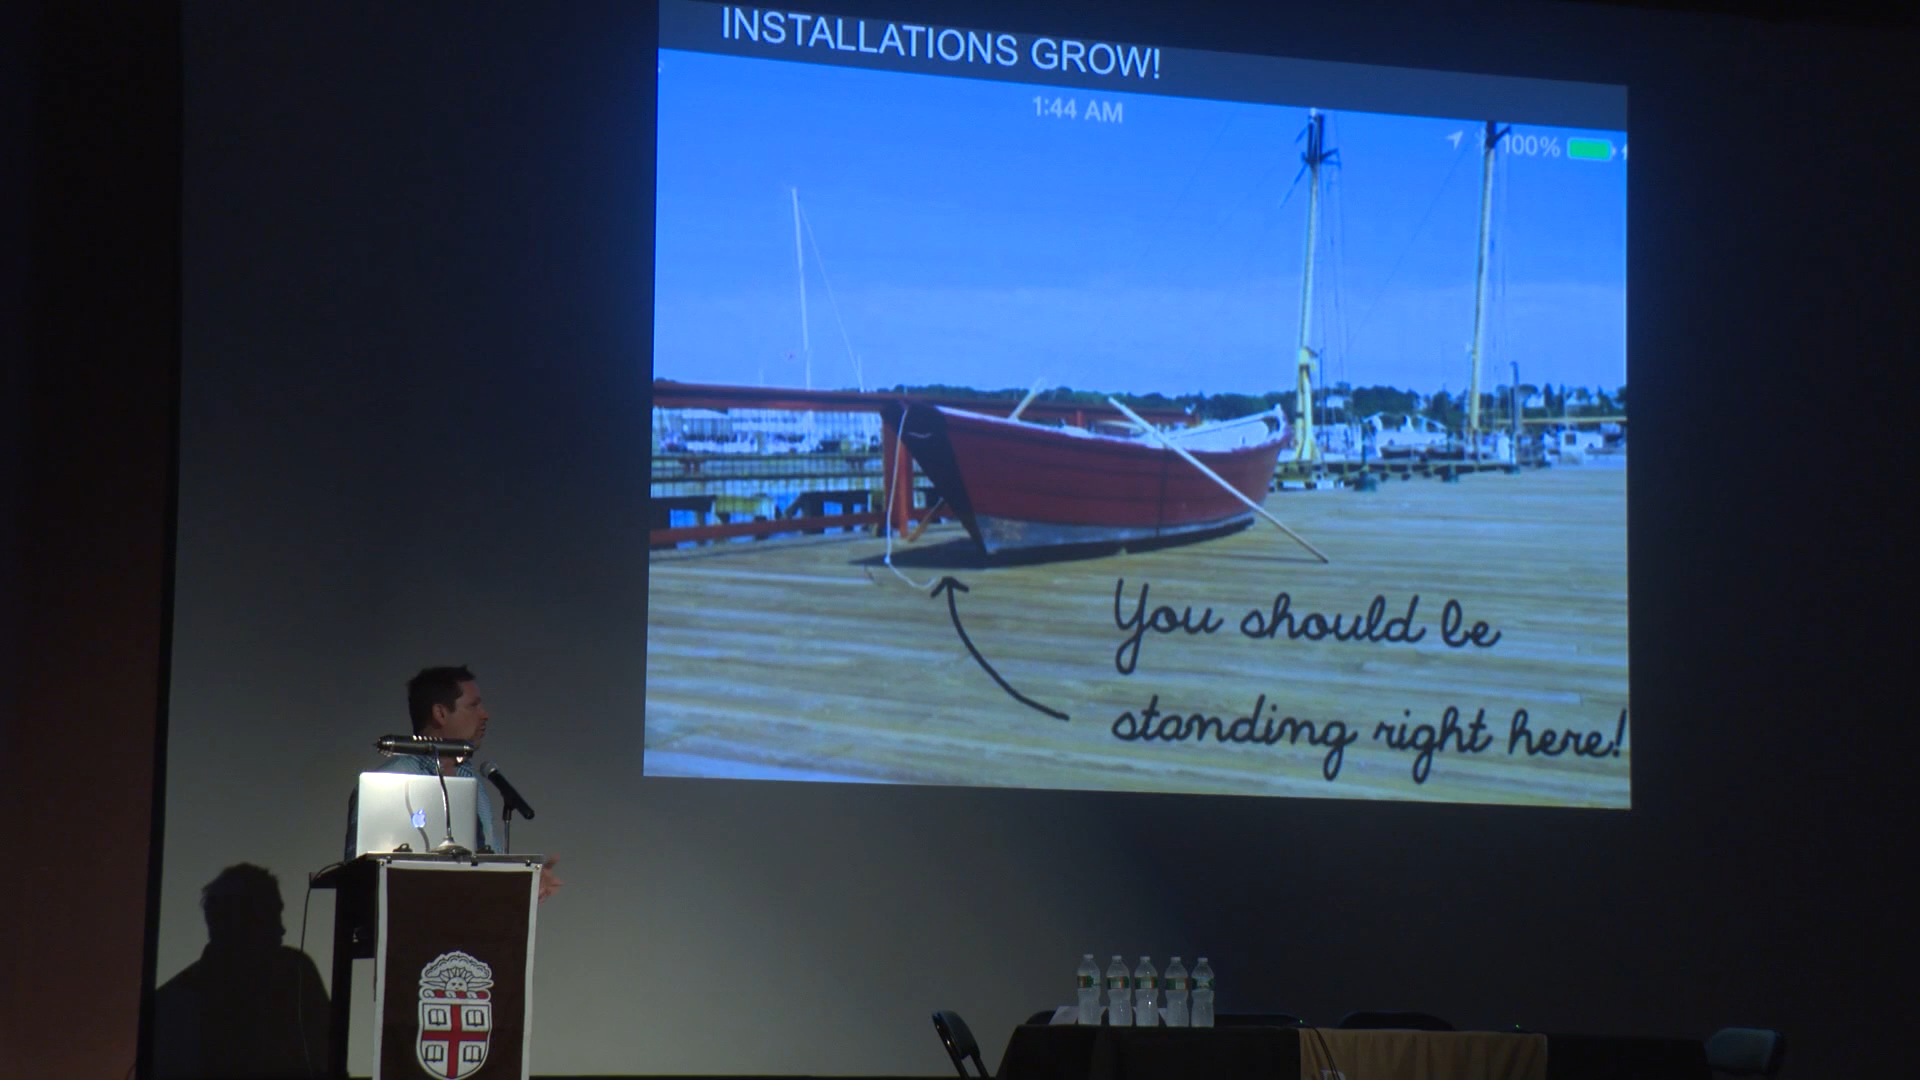 INSTALLATIONS GROW!
1:44 AM
100%
You should be
standing right here!